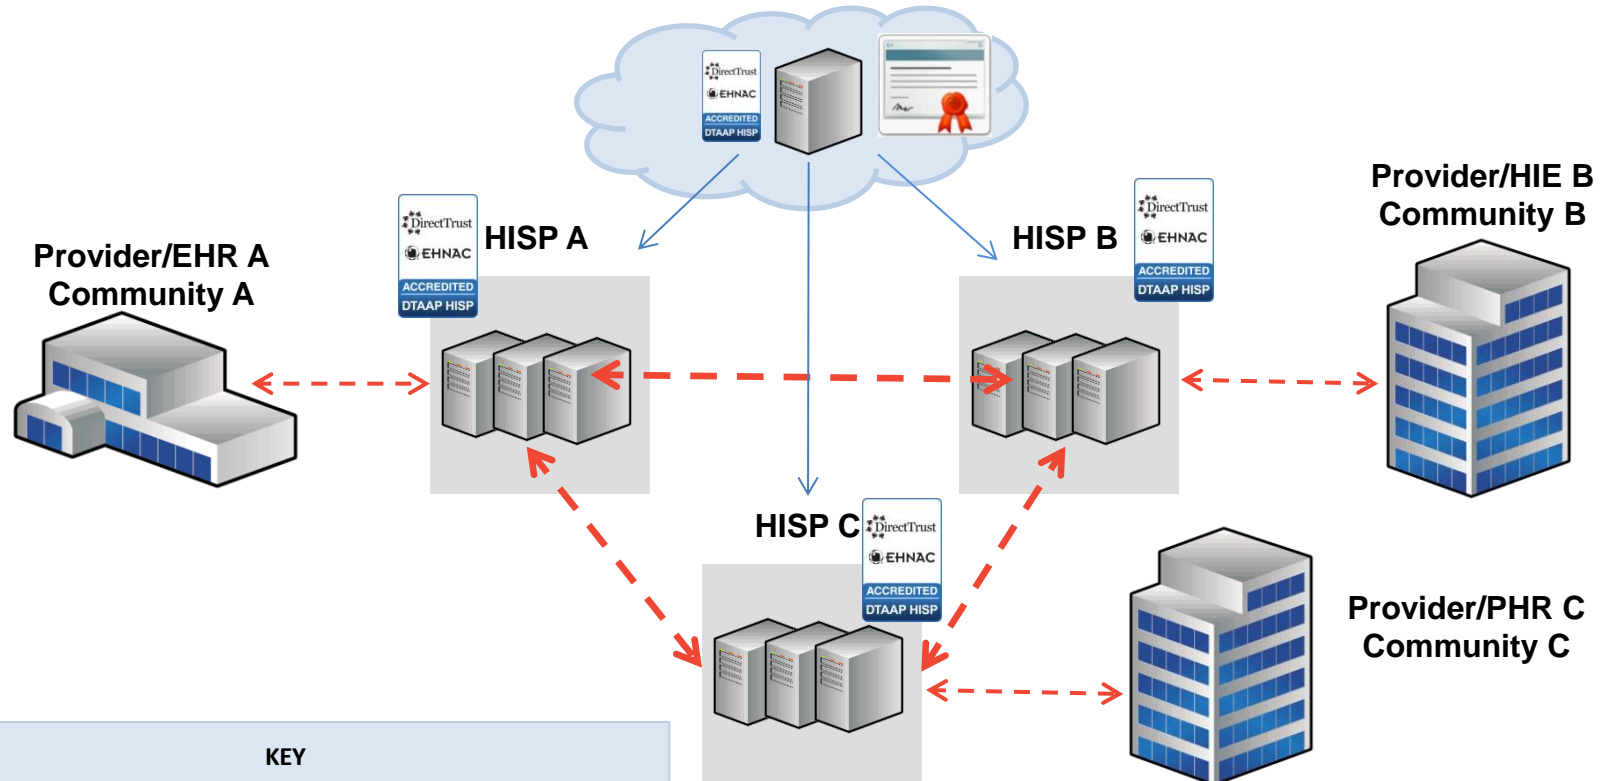 DirectTrust
EHNAC
ACCREDITED
DTAAP HISP
Provider/EHR A
Community A
DirectTrust
EHNAC
ACCREDITED
DTAAP HISP
HISP A
HISP B
DirectTrust
EHNAC
ACCREDITED
DTAAP HISP
Provider/HIE B
Community B
HISP C
DirectTrust
EHNAC
ACCREDITED
DTAAP HISP
Provider/PHR C
Community C
KEY